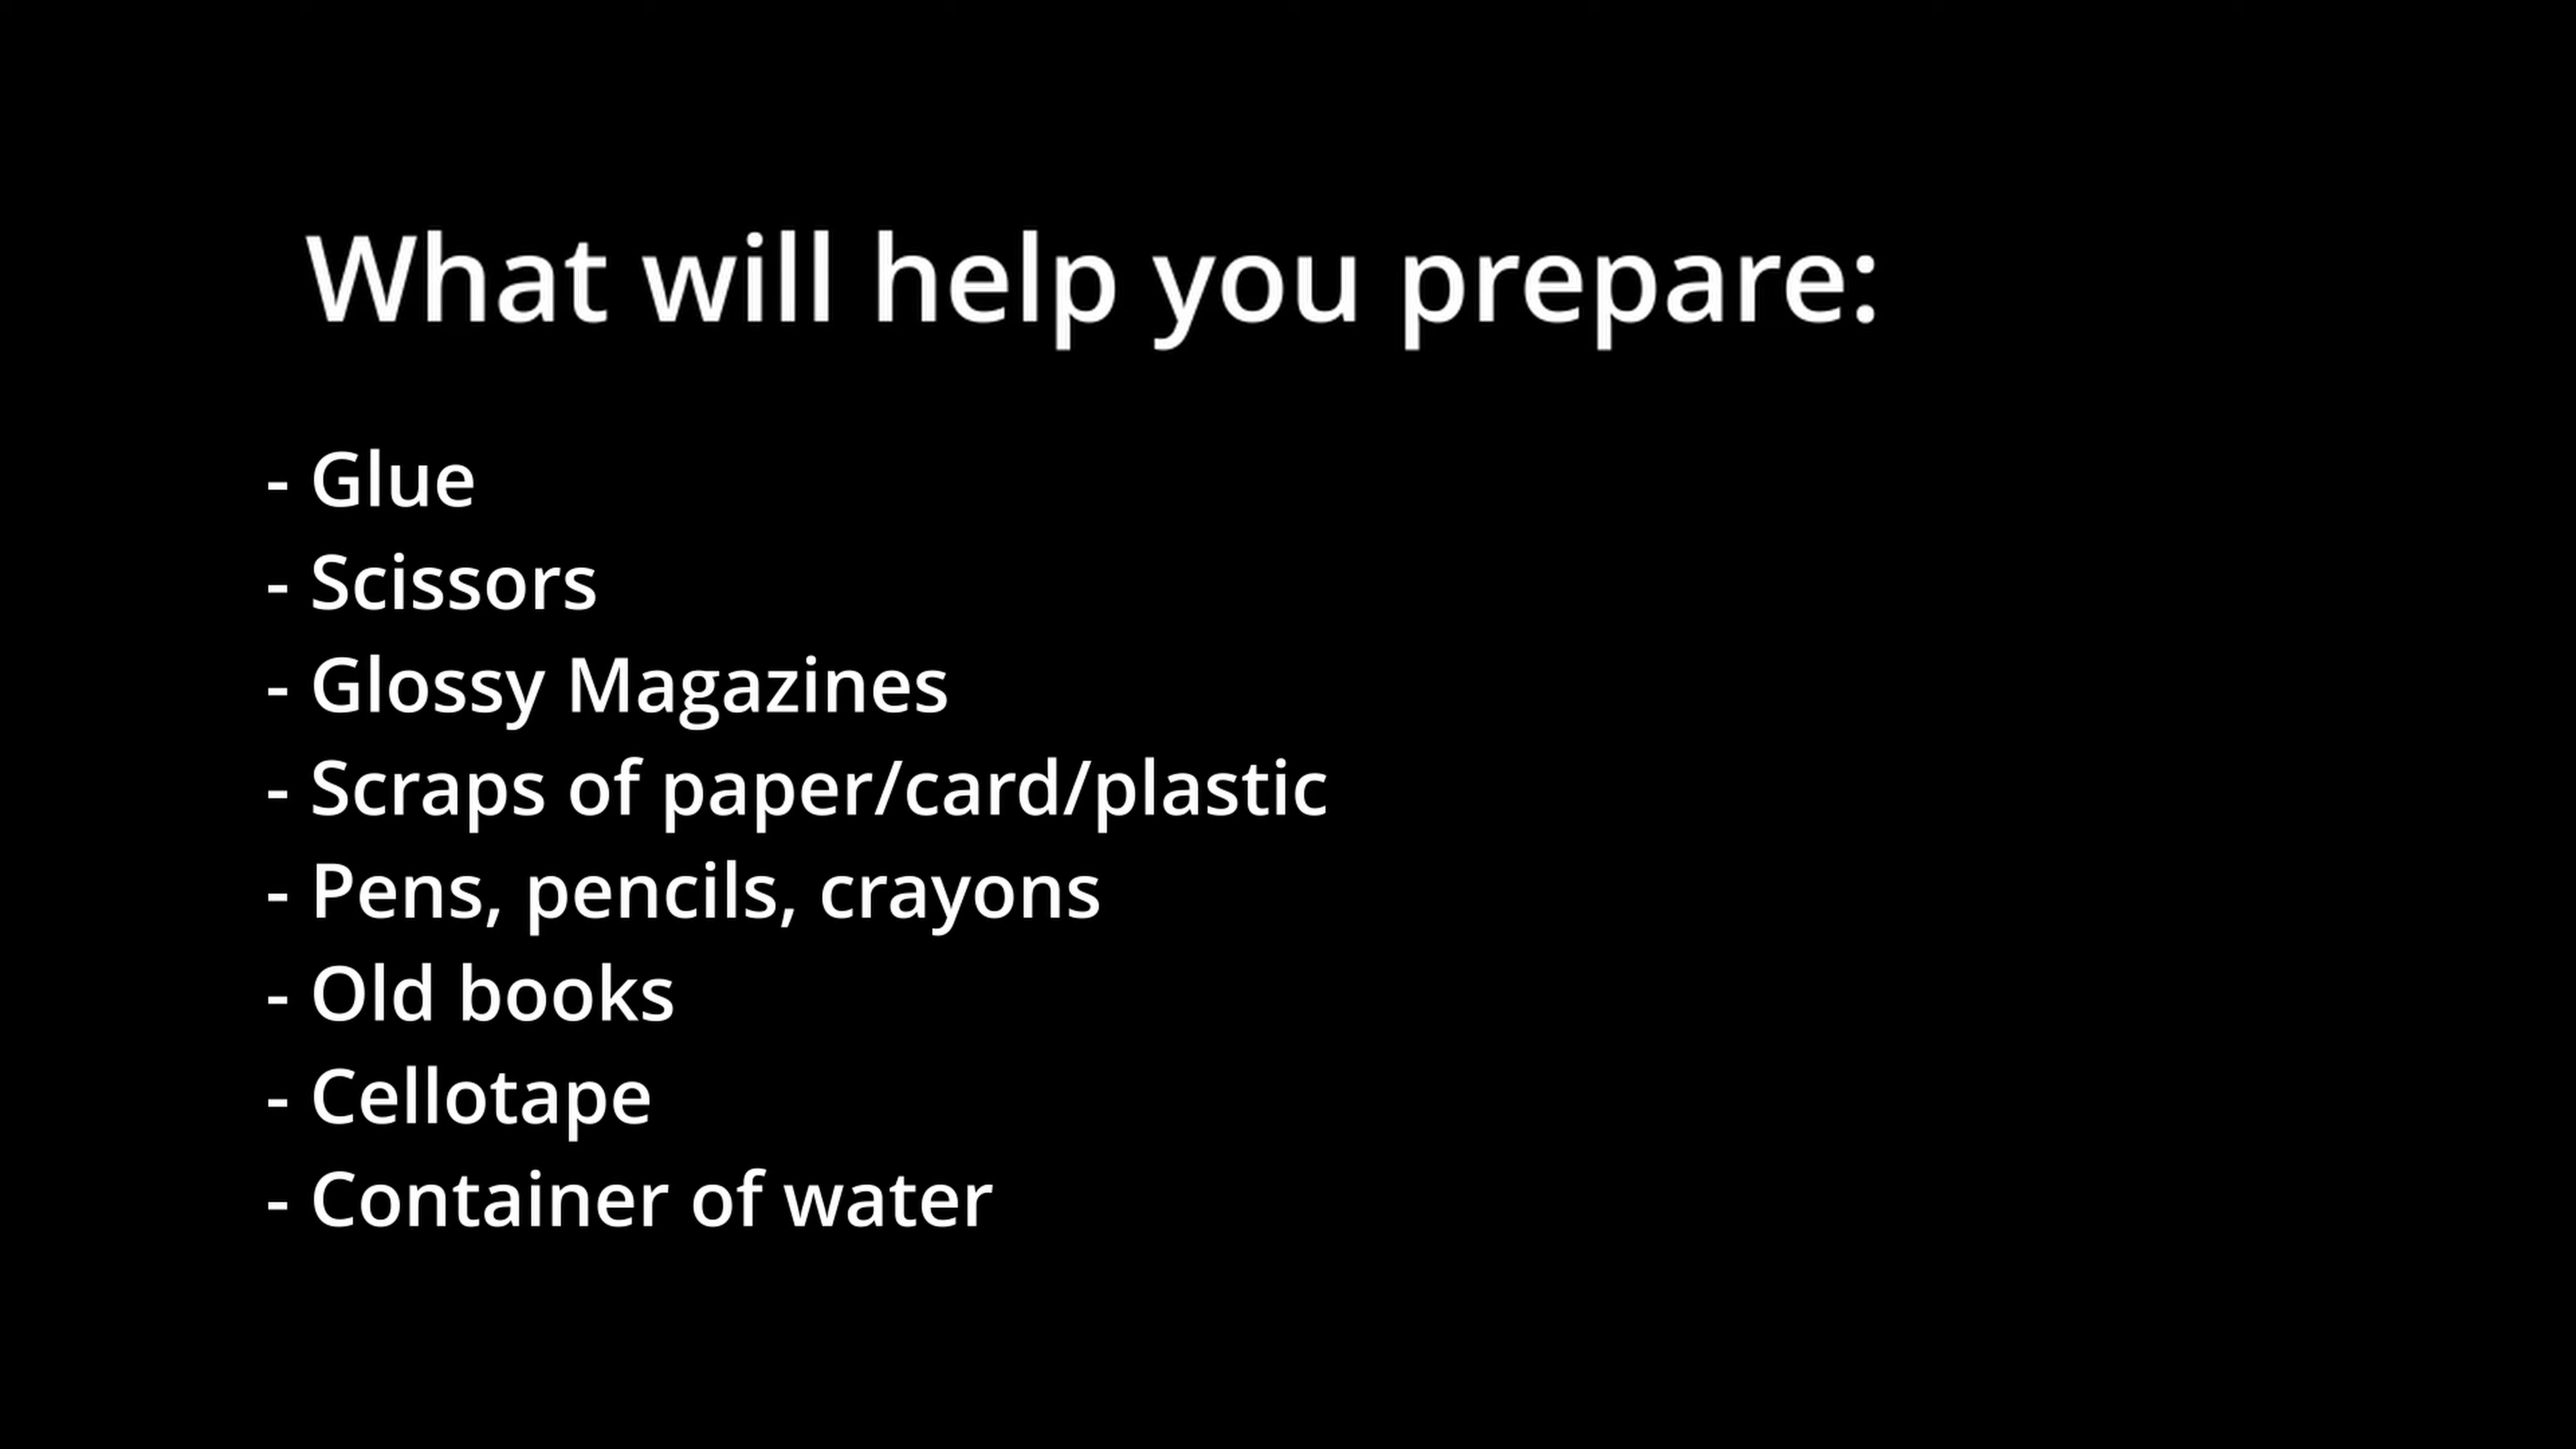 What will help you prepare:
- Glue
- Scissors
- Glossy Magazines
- Scraps of paper/card/plastic
- Pens, pencils, crayons
- Old books
- Cellotape
- Container of water